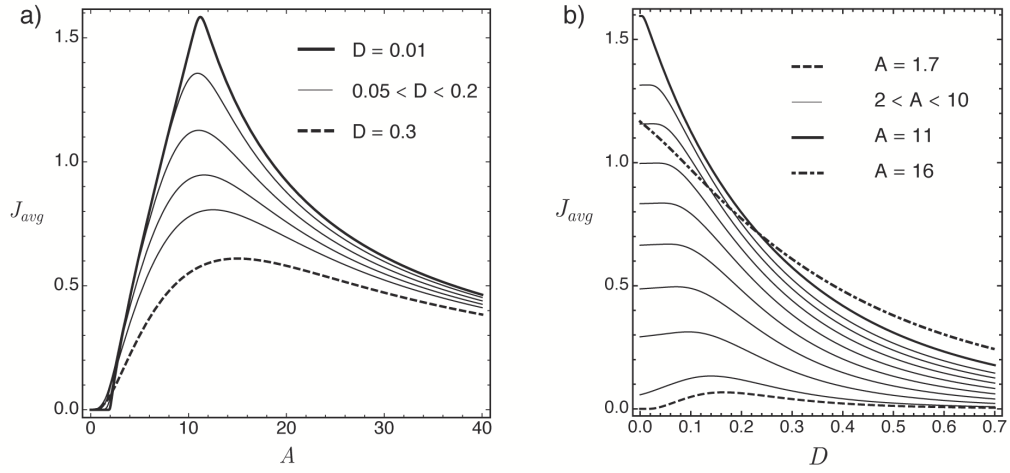 a)
D = 0.01
0.05 < D < 0.2
D = 0.3
J_avg
1.5
1.0
0.5
0.0
0 10 20 30 40
A
b)
A = 1.7
2 < A < 10
A = 11
A = 16
J_avg
1.5
1.0
0.5
0.0
0.0 0.1 0.2 0.3 0.4 0.5 0.6 0.7
D